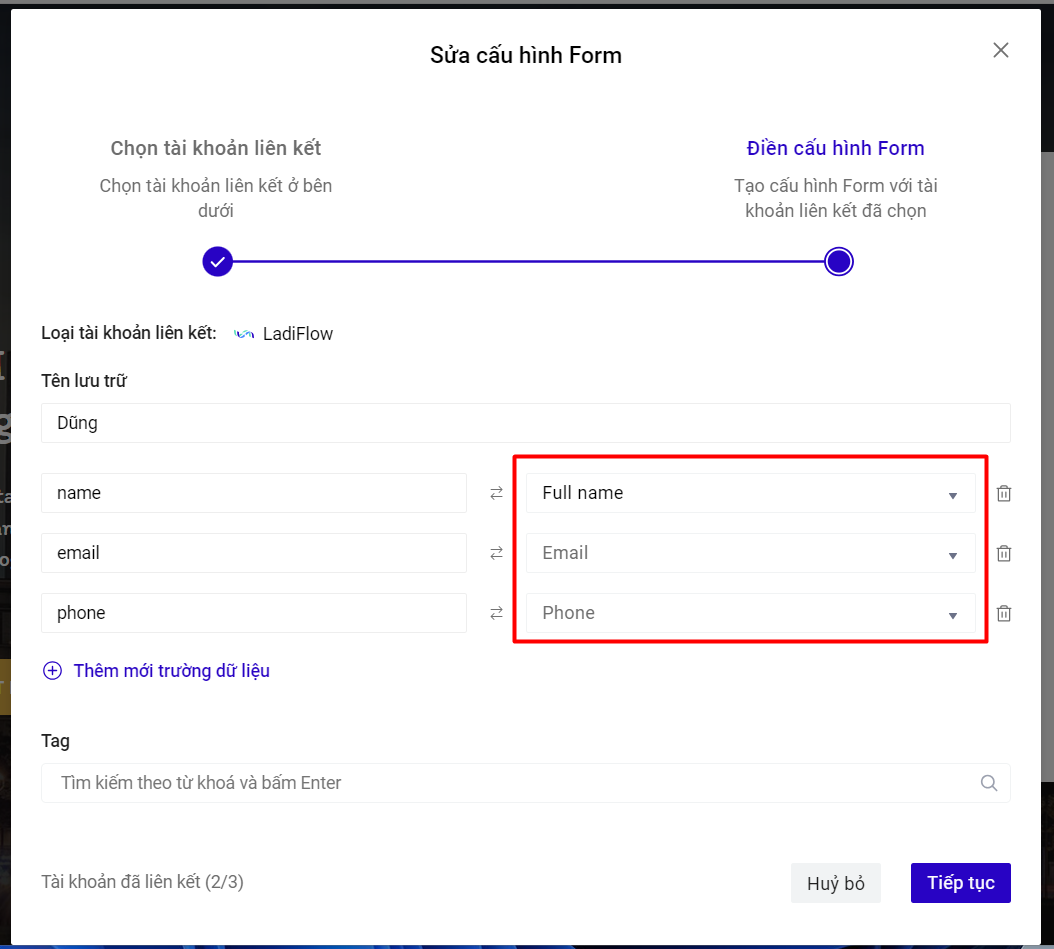 Sửa cấu hình Form
Chọn tài khoản liên kết
Chọn tài khoản liên kết ở bên
dưới
Điền cấu hình Form
Tạo cấu hình Form với tài
khoản liên kết đã chọn
Loại tài khoản liên kết: LadiFlow
Tên lưu trữ
Dũng
name Full name
email Email
phone Phone
Thêm mới trường dữ liệu
Tag
Tìm kiếm theo từ khoá và bấm Enter
Tài khoản đã liên kết (2/3) Huỷ bỏ Tiếp tục